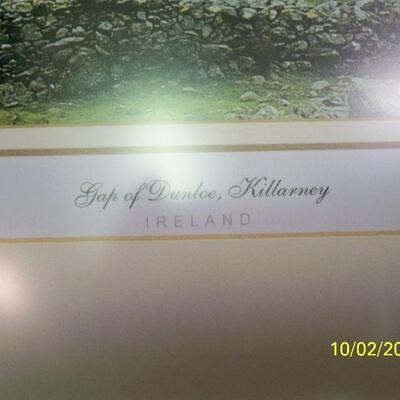 Gap of Dunloe, Killarney
IRELAND
10/02/20